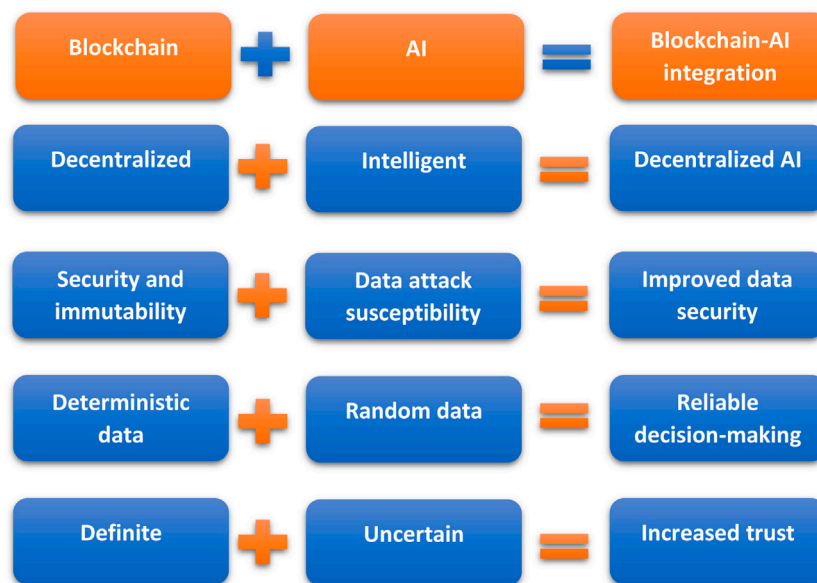 Blockchain + AI = Blockchain-AI
integration
Decentralized + Intelligent = Decentralized AI
Security and
immutability + Data attack
susceptibility = Improved data
security
Deterministic
data + Random data = Reliable
decision-making
Definite + Uncertain = Increased trust